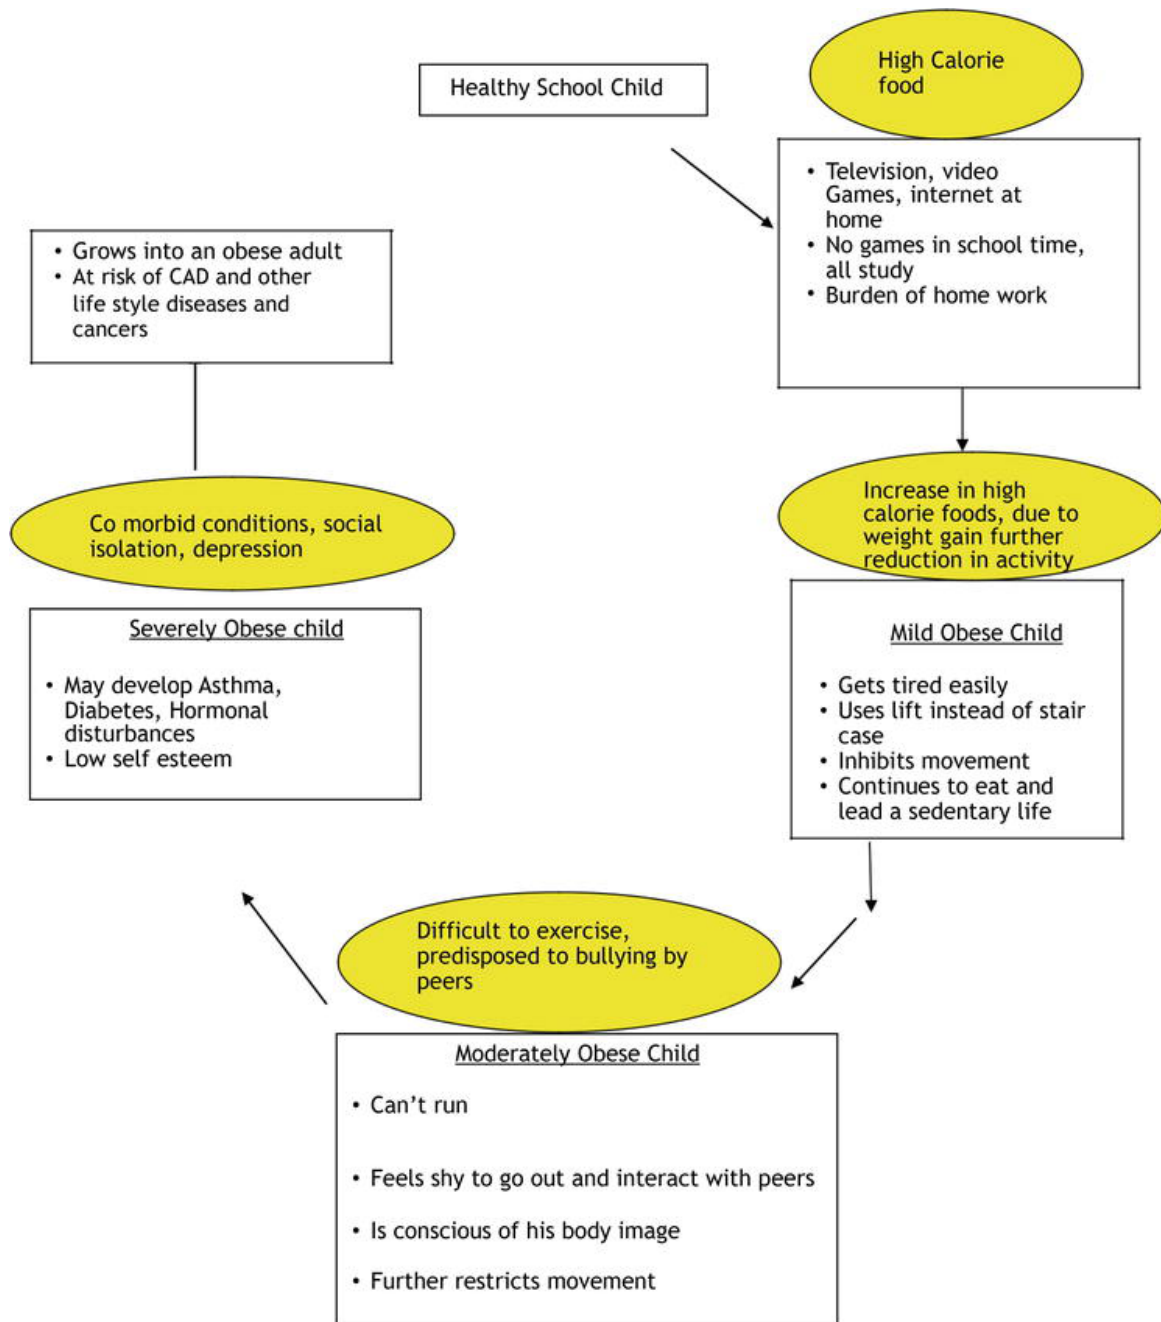 Healthy School Child
High Calorie
food
• Television, video
Games, internet at
home
• No games in school time,
all study
• Burden of home work
Increase in high
calorie foods, due to
weight gain further
reduction in activity
Mild Obese Child
• Gets tired easily
• Uses lift instead of stair
case
• Inhibits movement
• Continues to eat and
lead a sedentary life
Difficult to exercise,
predisposed to bullying by
peers
Moderately Obese Child
• Can’t run
• Feels shy to go out and interact with peers
• Is conscious of his body image
• Further restricts movement
Severely Obese child
• May develop Asthma,
Diabetes, Hormonal
disturbances
• Low self esteem
Co morbid conditions, social
isolation, depression
• Grows into an obese adult
• At risk of CAD and other
life style diseases and
cancers